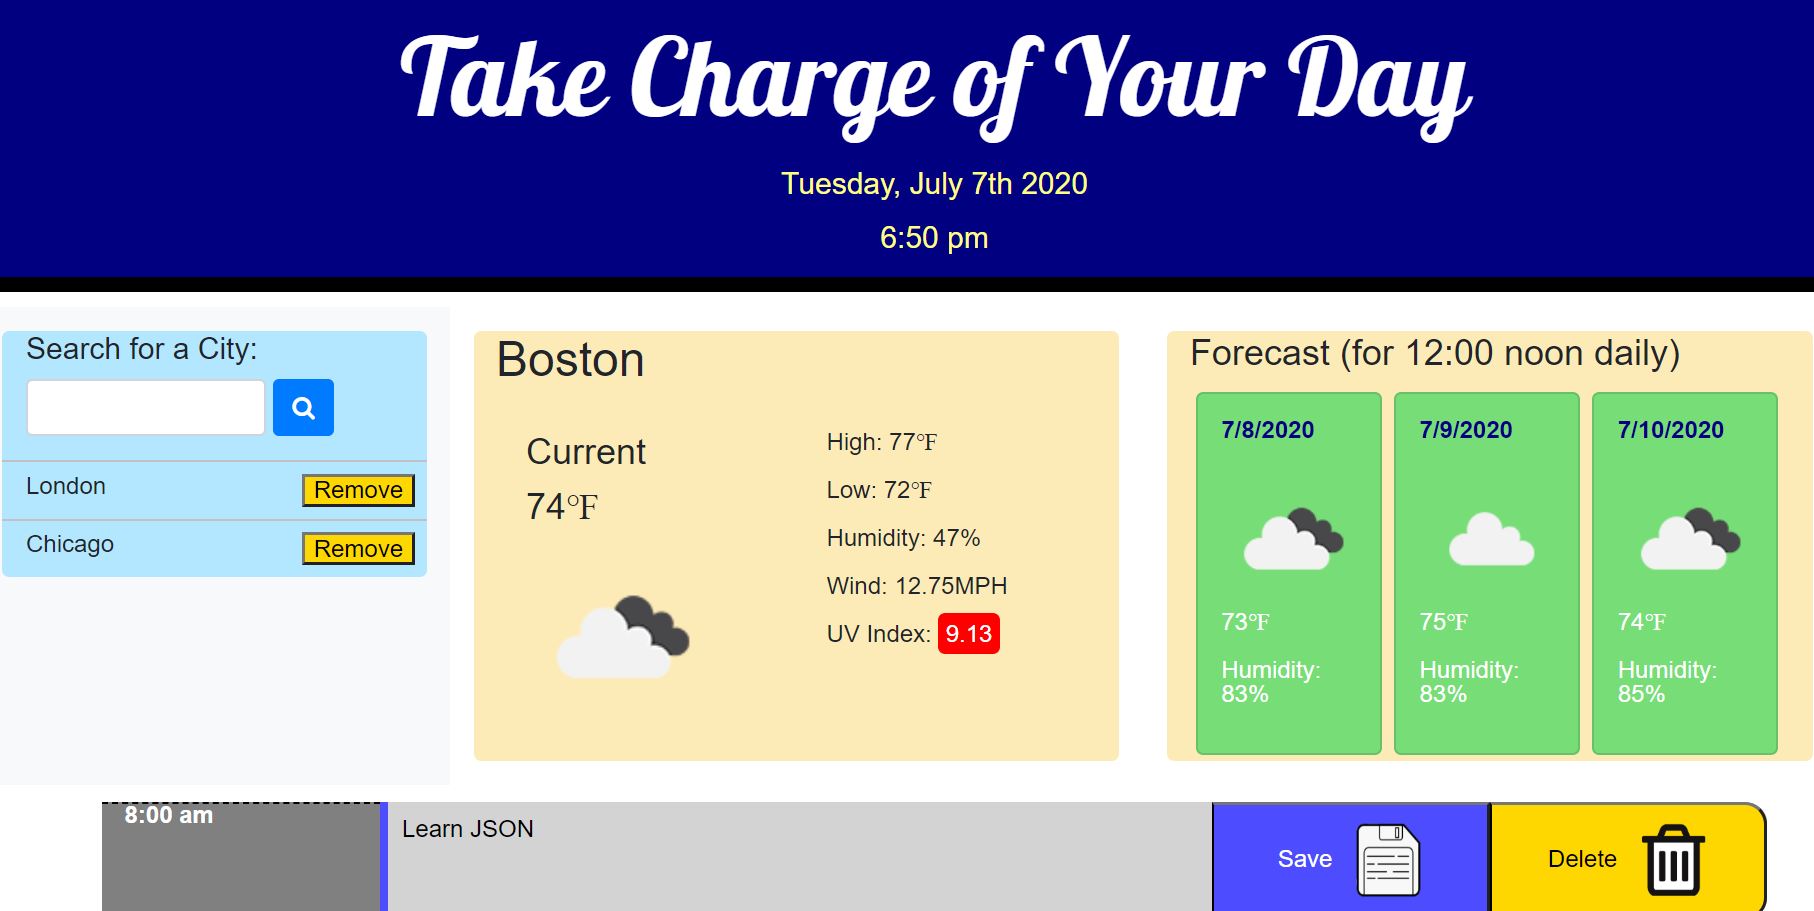 Take Charge of Your Day
Tuesday, July 7th 2020
6:50 pm
Search for a City:
London
Remove
Chicago
Remove
Boston
Current
74℉
High: 77℉
Low: 72℉
Humidity: 47%
Wind: 12.75MPH
UV Index: 9.13
Forecast (for 12:00 noon daily)
7/8/2020
73℉
Humidity:
83%
7/9/2020
75℉
Humidity:
83%
7/10/2020
74℉
Humidity:
85%
8:00 am
Learn JSON
Save
Delete